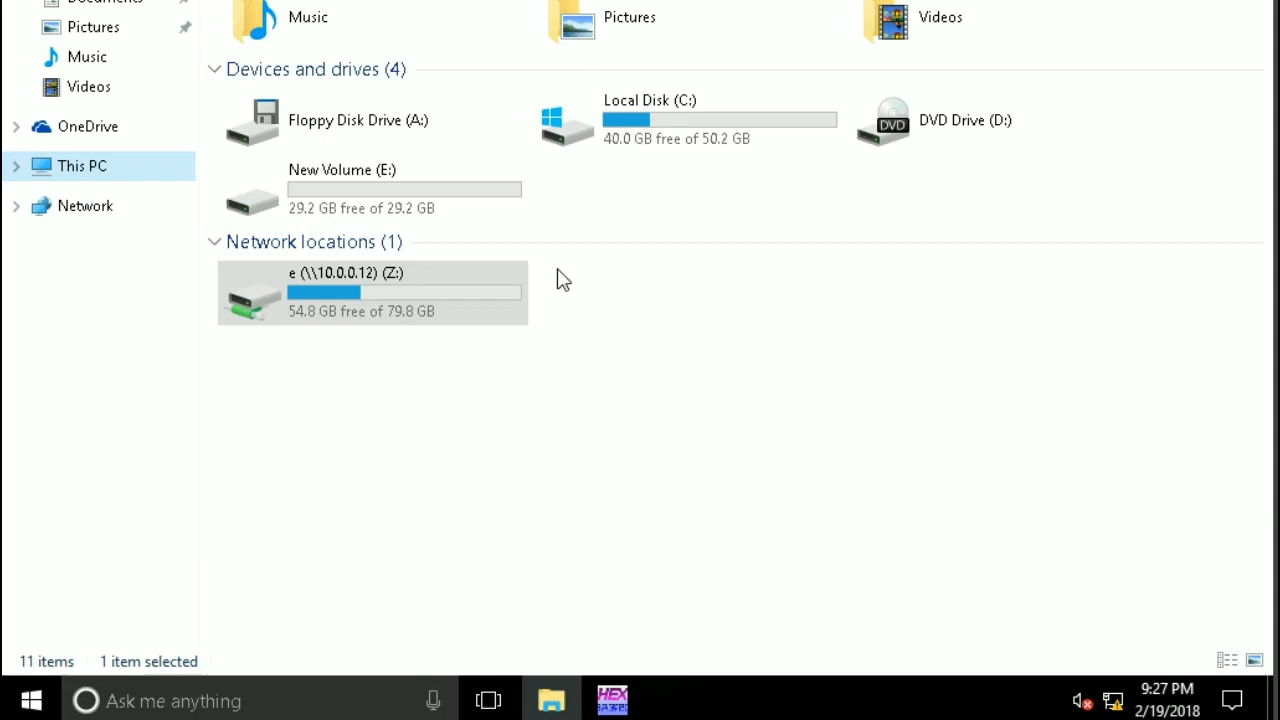 Documents
Pictures
Music
Videos
OneDrive
This PC
Network
Music
Pictures
Videos
Devices and drives (4)
Floppy Disk Drive (A:)
Local Disk (C:)
40.0 GB free of 50.2 GB
DVD
DVD Drive (D:)
New Volume (E:)
29.2 GB free of 29.2 GB
Network locations (1)
e (\\10.0.0.12) (Z:)
54.8 GB free of 79.8 GB
11 items
1 item selected
Ask me anything
HEX
9:27 PM
2/19/2018